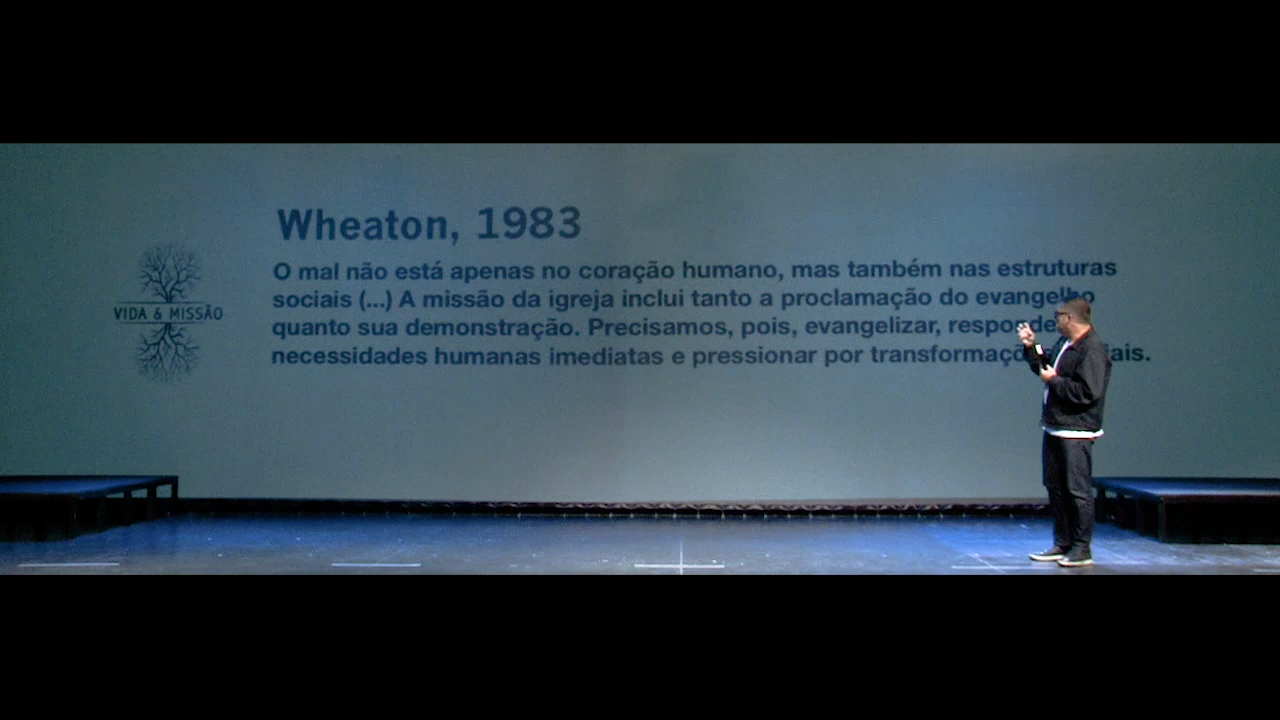 Wheaton, 1983
O mal não está apenas no coração humano, mas também nas estruturas
sociais (...) A missão da igreja inclui tanto a proclamação do evangelho
quanto sua demonstração. Precisamos, pois, evangelizar,
necessidades humanas imediatas e pressionar por
VIDA & MISSÃO